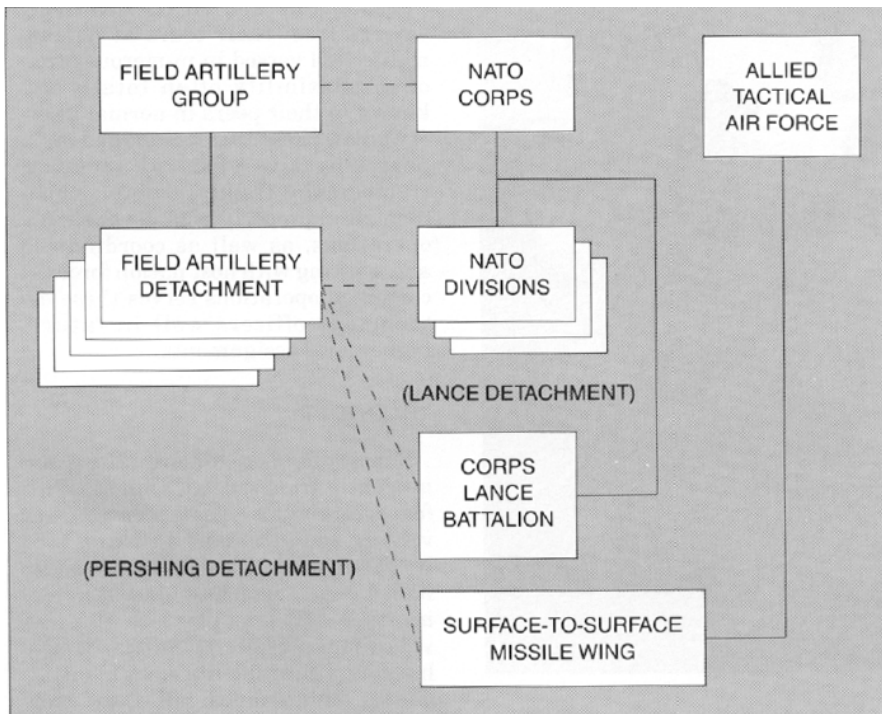 FIELD ARTILLERY
GROUP
NATO
CORPS
ALLIED
TACTICAL
AIR FORCE
FIELD ARTILLERY
DETACHMENT
NATO
DIVISIONS
(LANCE DETACHMENT)
CORPS
LANCE
BATTALION
(PERSHING DETACHMENT)
SURFACE-TO-SURFACE
MISSILE WING